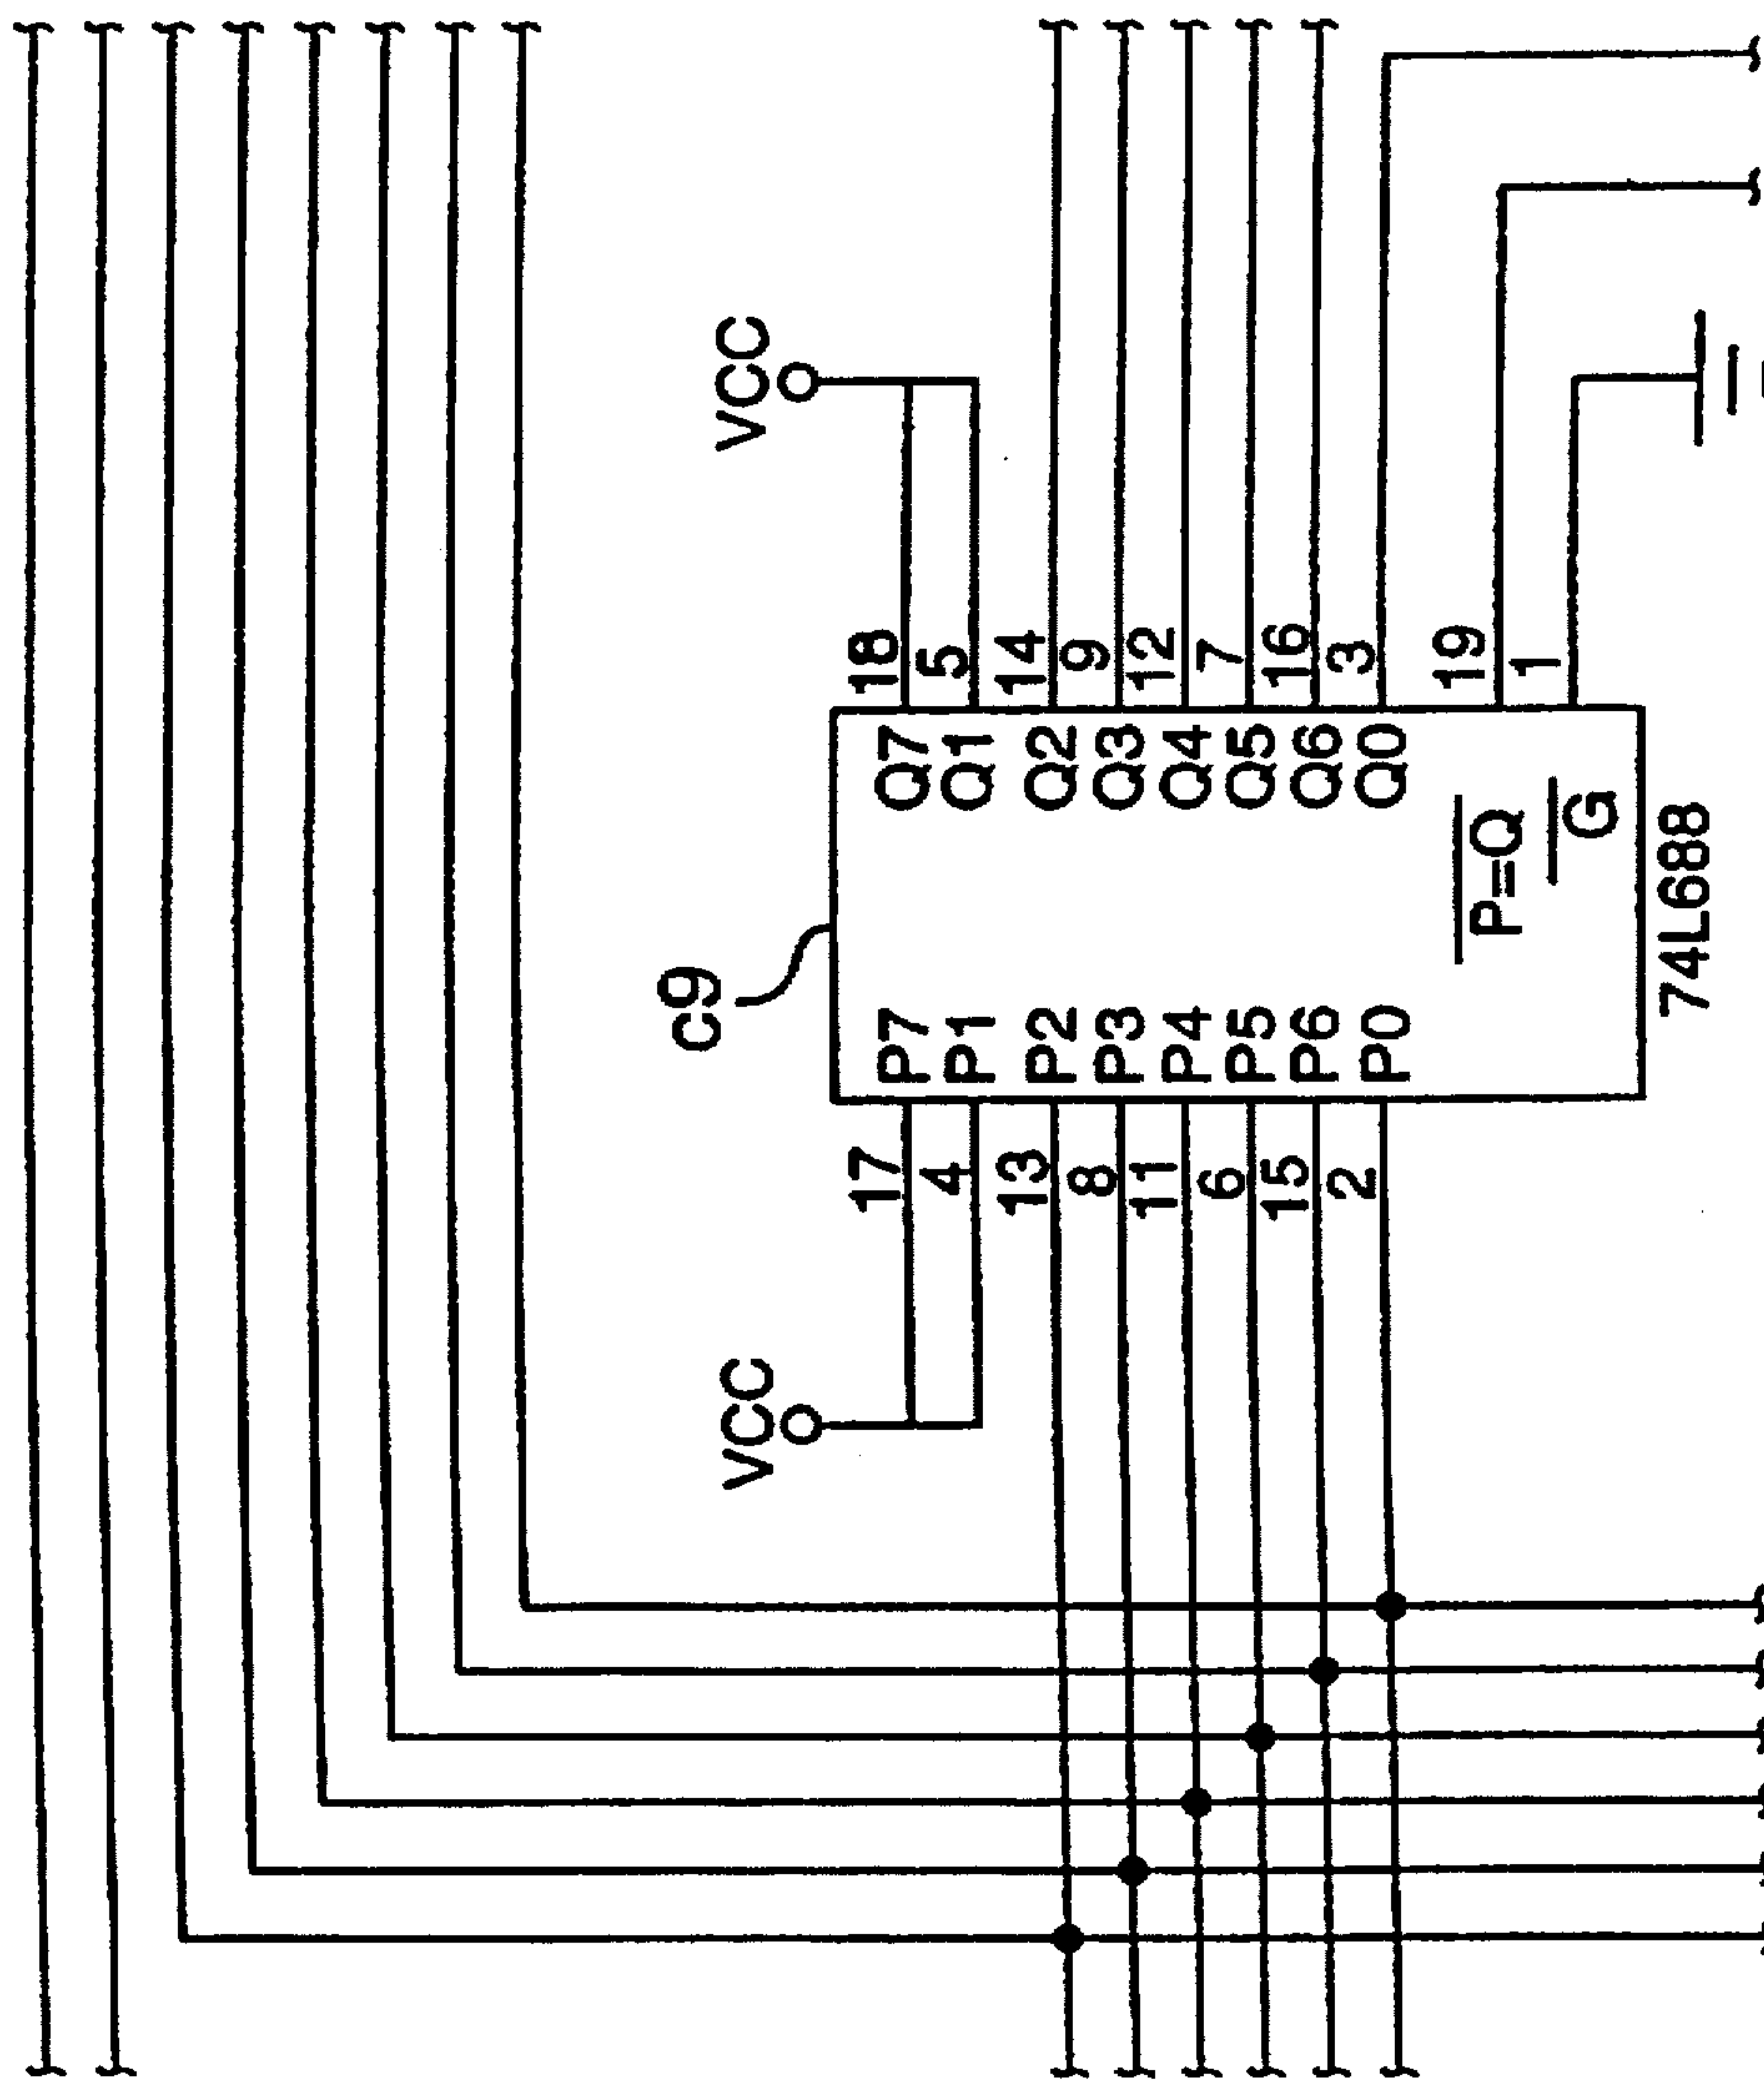 c9
VCC
VCC
17 P7 Q7 18
4 P1 Q1 5
13 P2 Q2 14
8 P3 Q3 9
11 P4 Q4 12
6 P5 Q5 7
15 P6 Q6 16
2 P0 Q0 3
P=Q 19
G 1
74L688